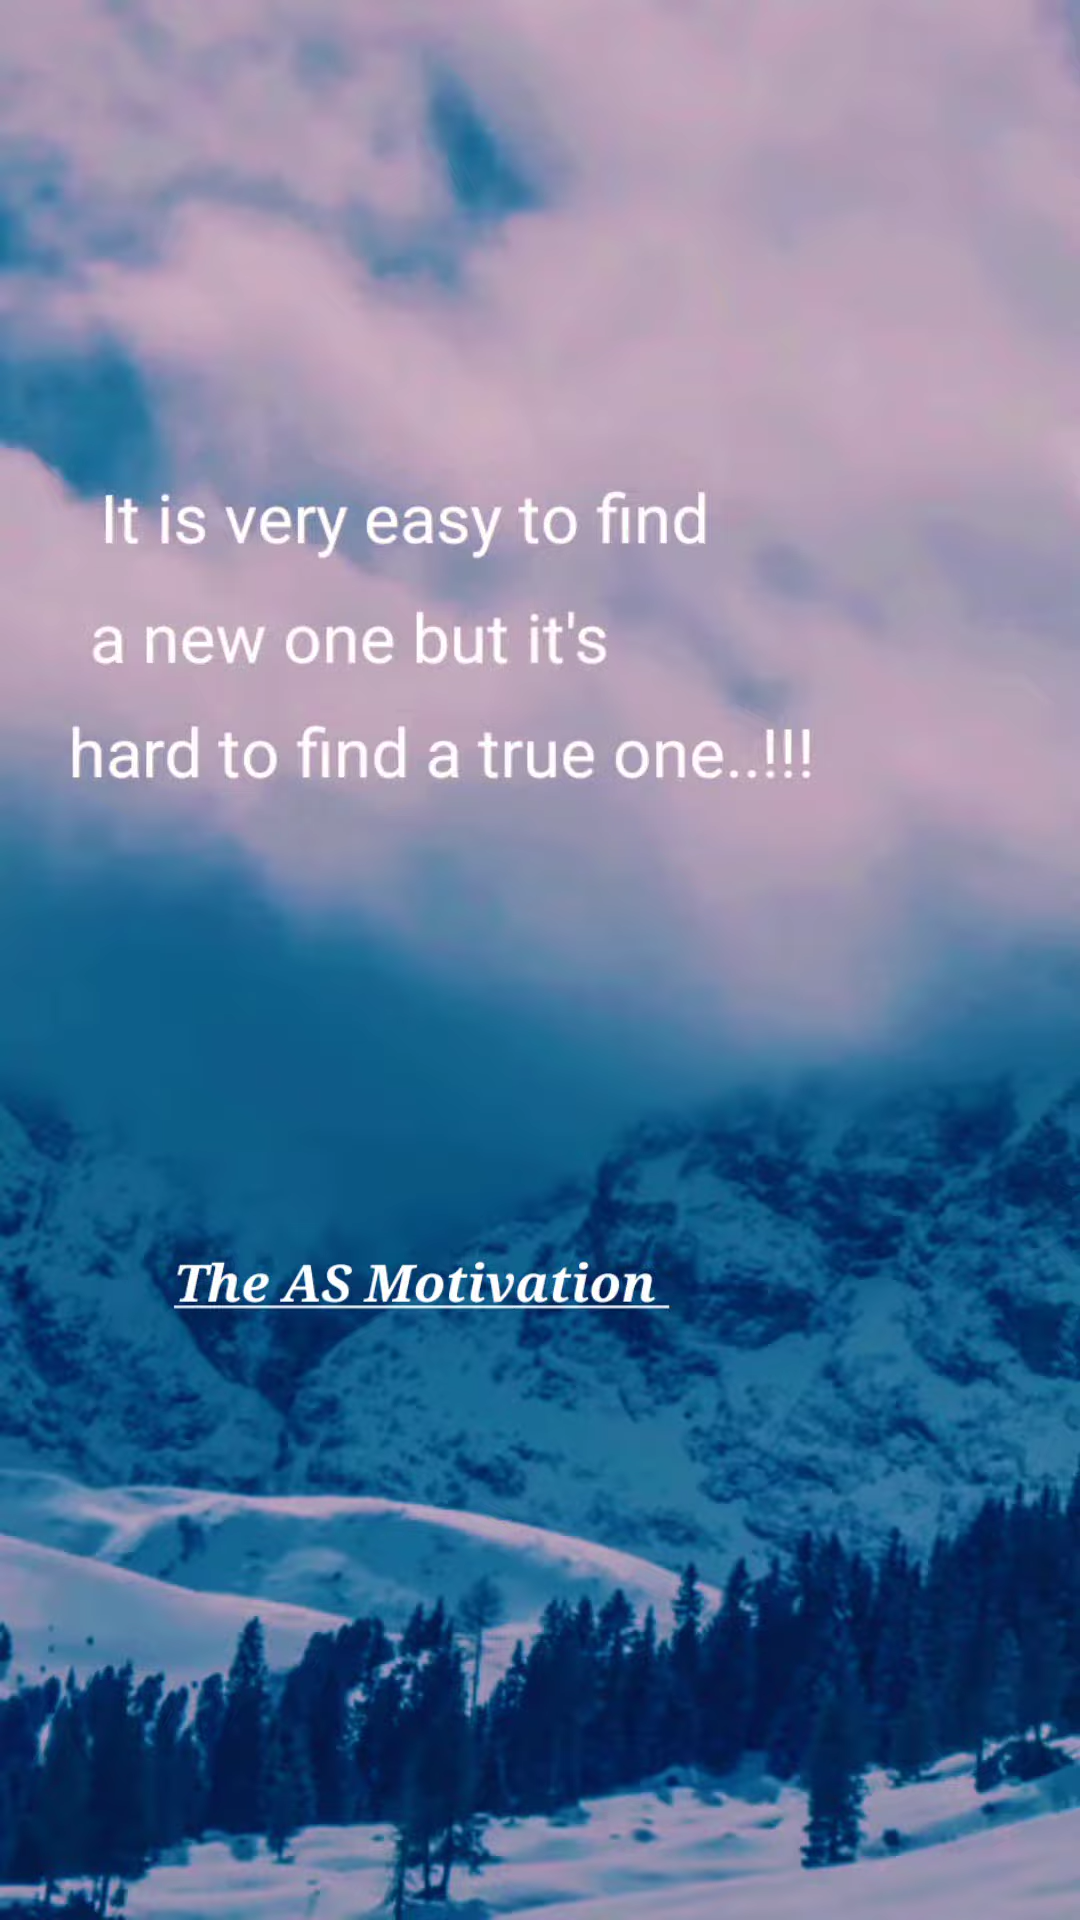 It is very easy to find
a new one but it's
hard to find a true one..!!!
The AS Motivation